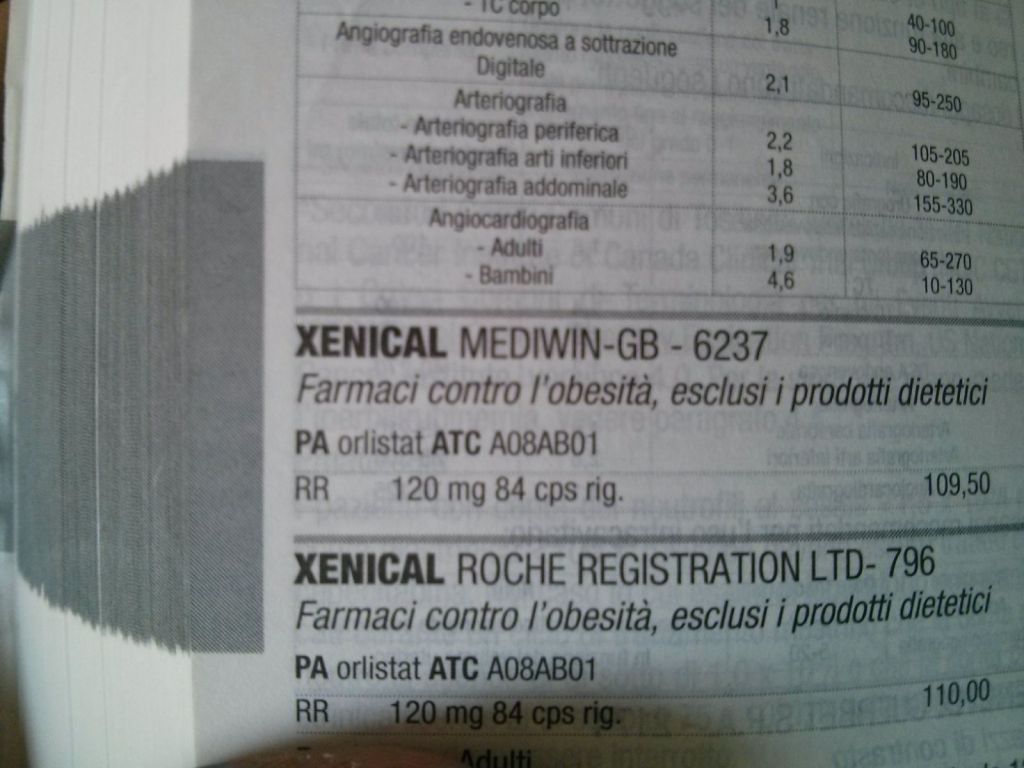 - TC corpo
1,8 40-100
90-180
Angiografia endovenosa a sottrazione
Digitale 2,1 95-250
Arteriografia
- Arteriografia periferica 2,2 105-205
- Arteriografia arti inferiori 1,8 80-190
- Arteriografia addominale 3,6 155-330
Angiocardiografia
- Adulti 1,9 65-270
- Bambini 4,6 10-130
XENICAL MEDIWIN-GB - 6237
Farmaci contro l'obesità, esclusi i prodotti dietetici
PA orlistat ATC A08AB01
RR 120 mg 84 cps rig. 109,50
XENICAL ROCHE REGISTRATION LTD- 796
Farmaci contro l'obesità, esclusi i prodotti dietetici
PA orlistat ATC A08AB01
RR 120 mg 84 cps rig. 110,00
Adulti